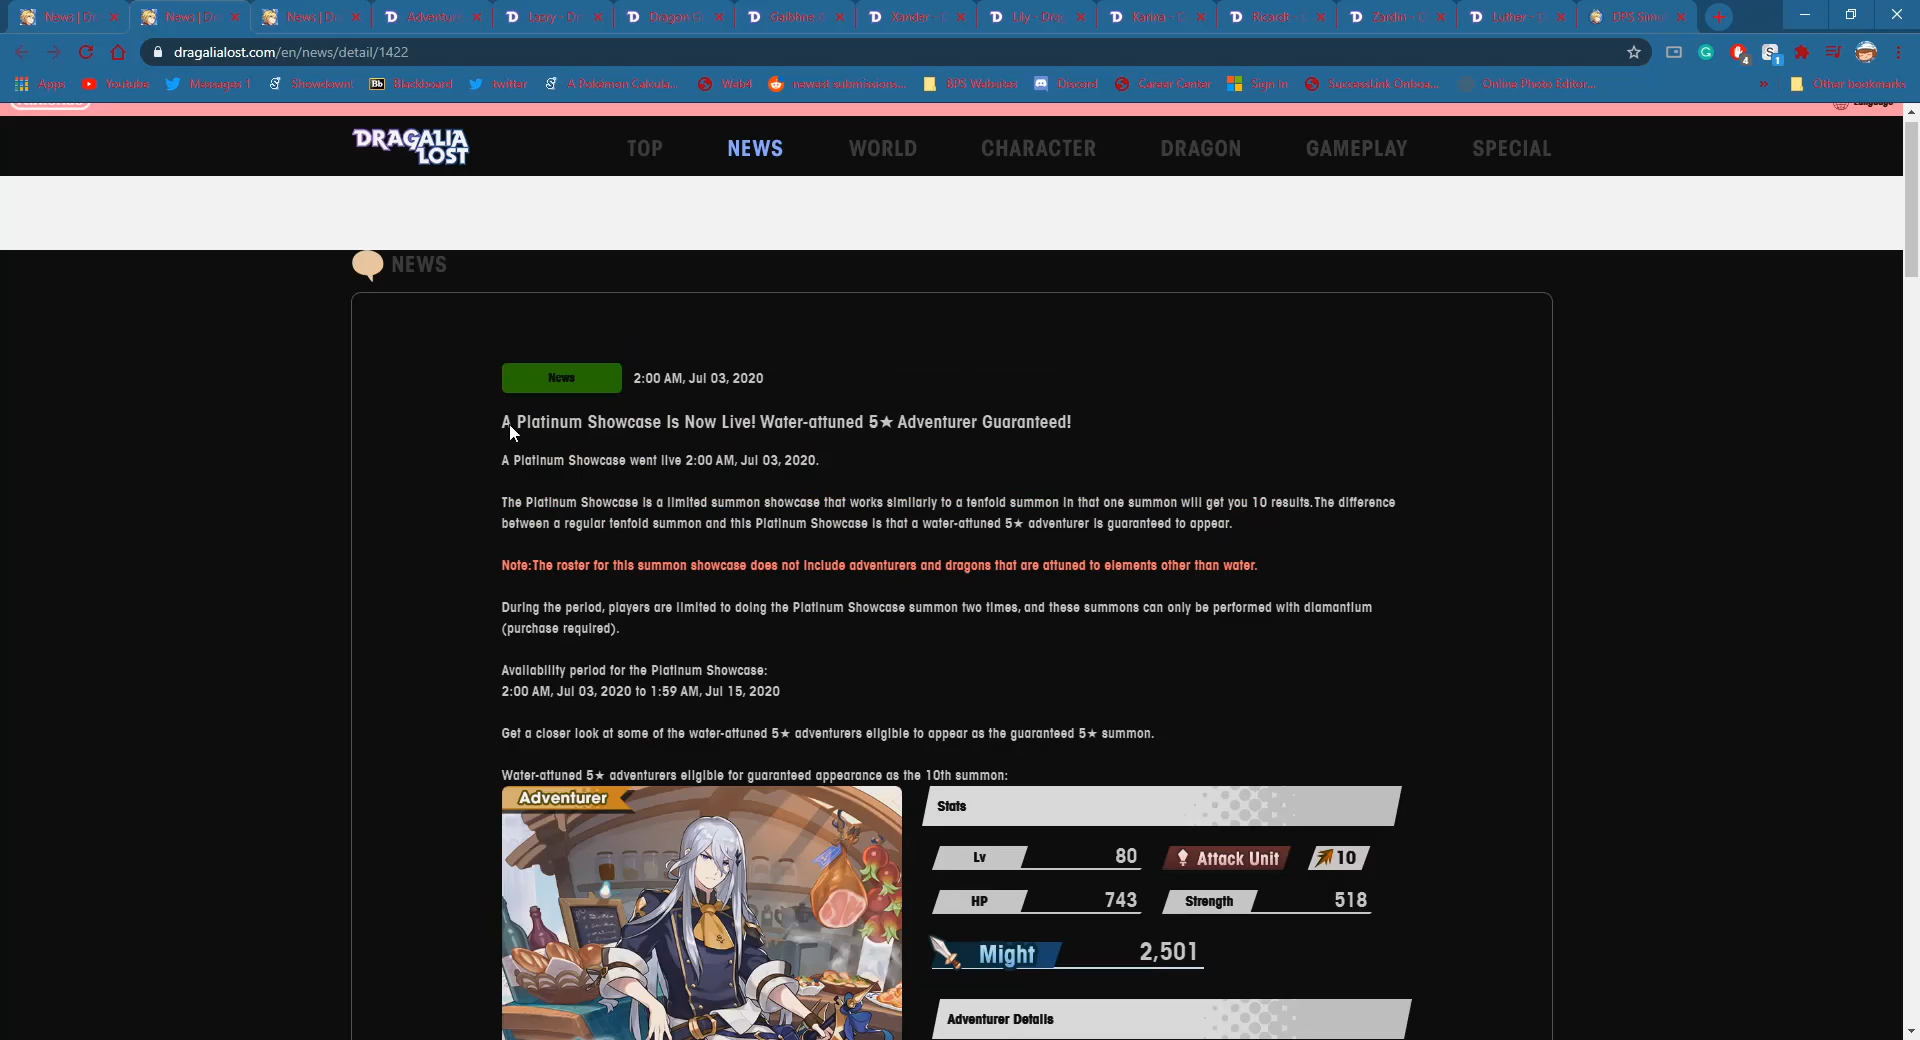 News | Dr News | Dr News | Dr Adventur Dragon Gaibhne Xander - Lily - Drag Karina - Ricardt - Zardin - Luther - DPS Simul
dragalialost.com/en/news/detail/1422
Apps Youtube Messages 1 Showdown! Blackboard twitter A Pokémon Calcula... Web4 newest submissions... BPS Websites Discord Career Center Sign In SuccessLink Onboa... Online Photo Editor... Other bookmarks
Language
DRAGALIA LOST
TOP NEWS WORLD CHARACTER DRAGON GAMEPLAY SPECIAL
NEWS
News 2:00 AM, Jul 03, 2020
A Platinum Showcase Is Now Live! Water-attuned 5★ Adventurer Guaranteed!
A Platinum Showcase went live 2:00 AM, Jul 03, 2020.
The Platinum Showcase is a limited summon showcase that works similarly to a tenfold summon in that one summon will get you 10 results.The difference
between a regular tenfold summon and this Platinum Showcase is that a water-attuned 5★ adventurer is guaranteed to appear.
Note:The roster for this summon showcase does not include adventurers and dragons that are attuned to elements other than water.
During the period, players are limited to doing the Platinum Showcase summon two times, and these summons can only be performed with diamantium
(purchase required).
Availability period for the Platinum Showcase:
2:00 AM, Jul 03, 2020 to 1:59 AM, Jul 15, 2020
Get a closer look at some of the water-attuned 5★ adventurers eligible to appear as the guaranteed 5★ summon.
Water-attuned 5★ adventurers eligible for guaranteed appearance as the 10th summon:
Adventurer
Stats
Lv 80 Attack Unit 10
HP 743 Strength 518
Might 2,501
Adventurer Details